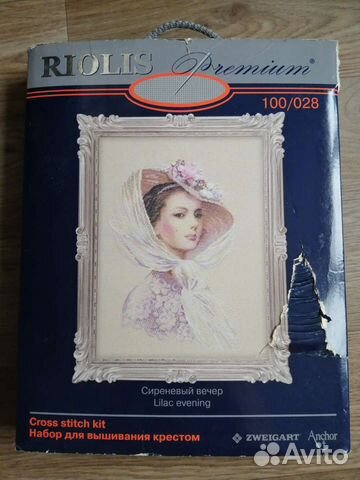 RIOLIS Premium®
100/028
Сиреневый вечер
Lilac evening
Cross stitch kit
Набор для вышивания крестом
ZWEIGART Anchor
Avito